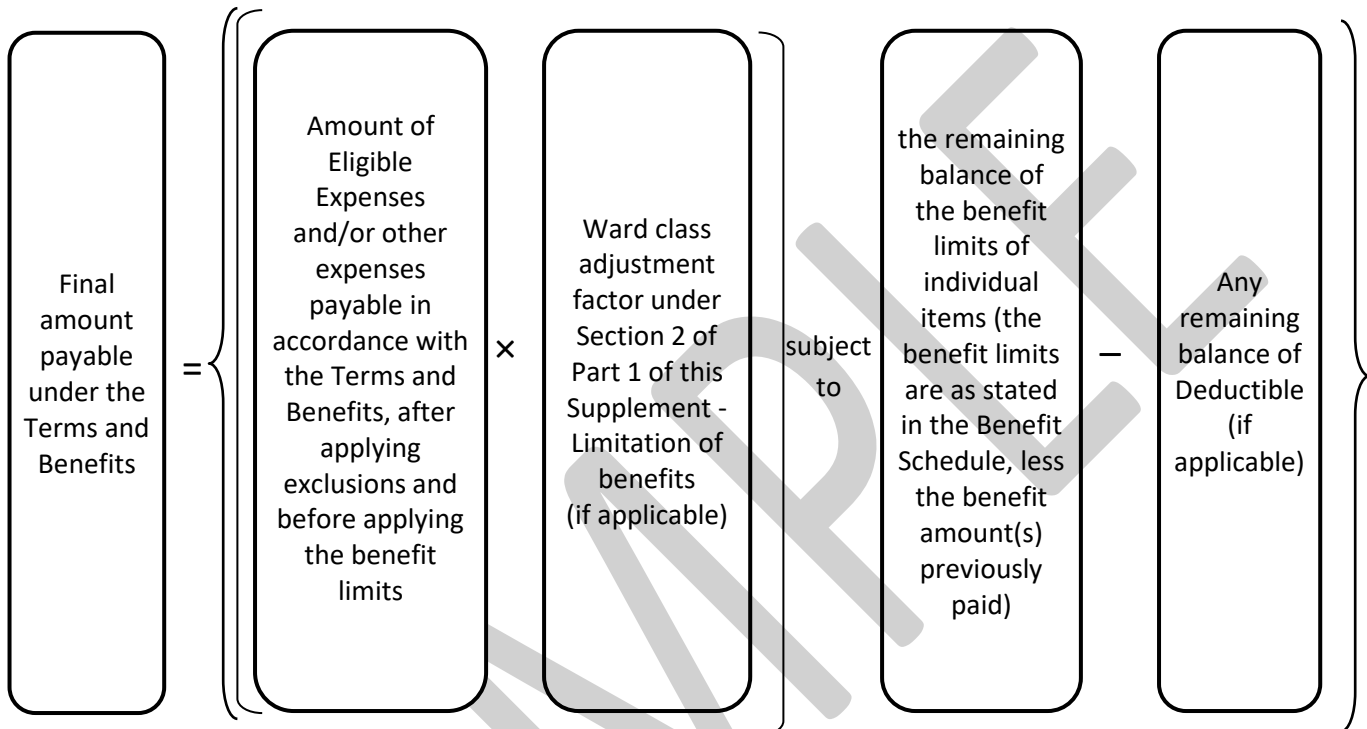 Final
amount
payable
under the
Terms and
Benefits
=
Amount of
Eligible
Expenses
and/or other
expenses
payable in
accordance with
the Terms and
Benefits, after
applying
exclusions and
before applying
the benefit
limits
×
Ward class
adjustment
factor under
Section 2 of
Part 1 of this
Supplement -
Limitation of
benefits
(if applicable)
subject
to
the remaining
balance of
the benefit
limits of
individual
items (the
benefit limits
are as stated
in the Benefit
Schedule, less
the benefit
amount(s)
previously
paid)
–
Any
remaining
balance of
Deductible
(if
applicable)
MPLE